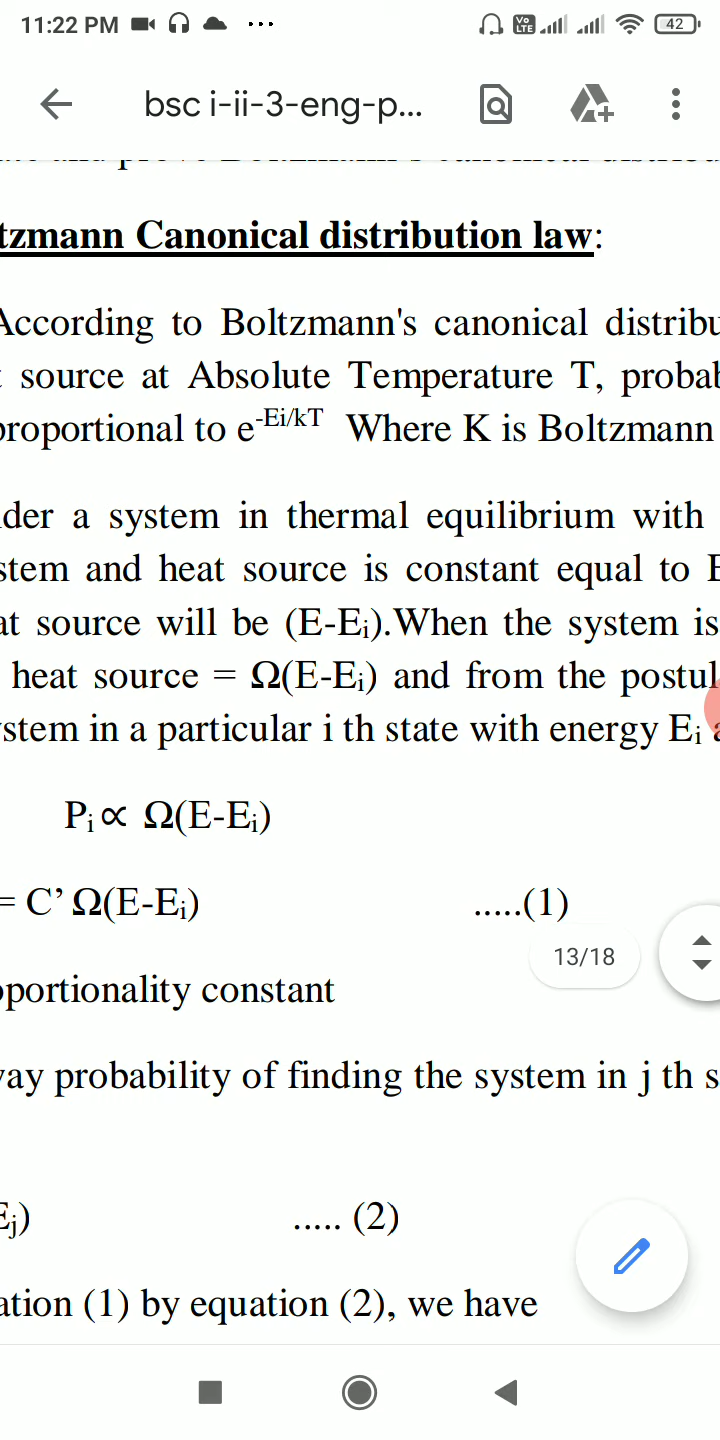 11:22 PM ... Vo LTE 42
bsc i-ii-3-eng-p...
tzmann Canonical distribution law:
According to Boltzmann's canonical distribu
source at Absolute Temperature T, probab
proportional to e^-Ei/kT Where K is Boltzmann
der a system in thermal equilibrium with
stem and heat source is constant equal to E
at source will be (E-Eᵢ).When the system is
heat source = Ω(E-Eᵢ) and from the postul
ystem in a particular i th state with energy Eᵢ a
Pᵢ∝ Ω(E-Eᵢ)
= C’ Ω(E-Eᵢ) .....(1)
13/18
oportionality constant
ay probability of finding the system in j th s
Eⱼ) ..... (2)
ation (1) by equation (2), we have